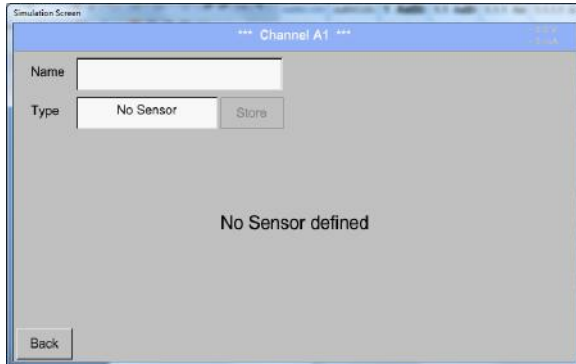 Simulation Screen
*** Channel A1 ***
Name
Type No Sensor Store
No Sensor defined
Back